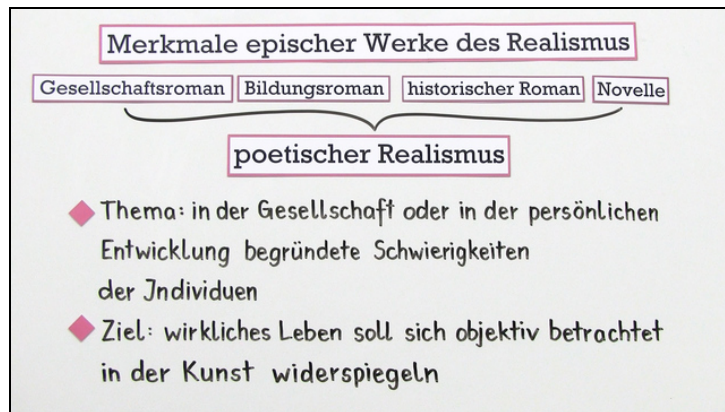 Merkmale epischer Werke des Realismus
Gesellschaftsroman Bildungsroman historischer Roman Novelle
poetischer Realismus
Thema: in der Gesellschaft oder in der persönlichen
Entwicklung begründete Schwierigkeiten
der Individuen
Ziel: wirkliches Leben soll sich objektiv betrachtet
in der Kunst widerspiegeln